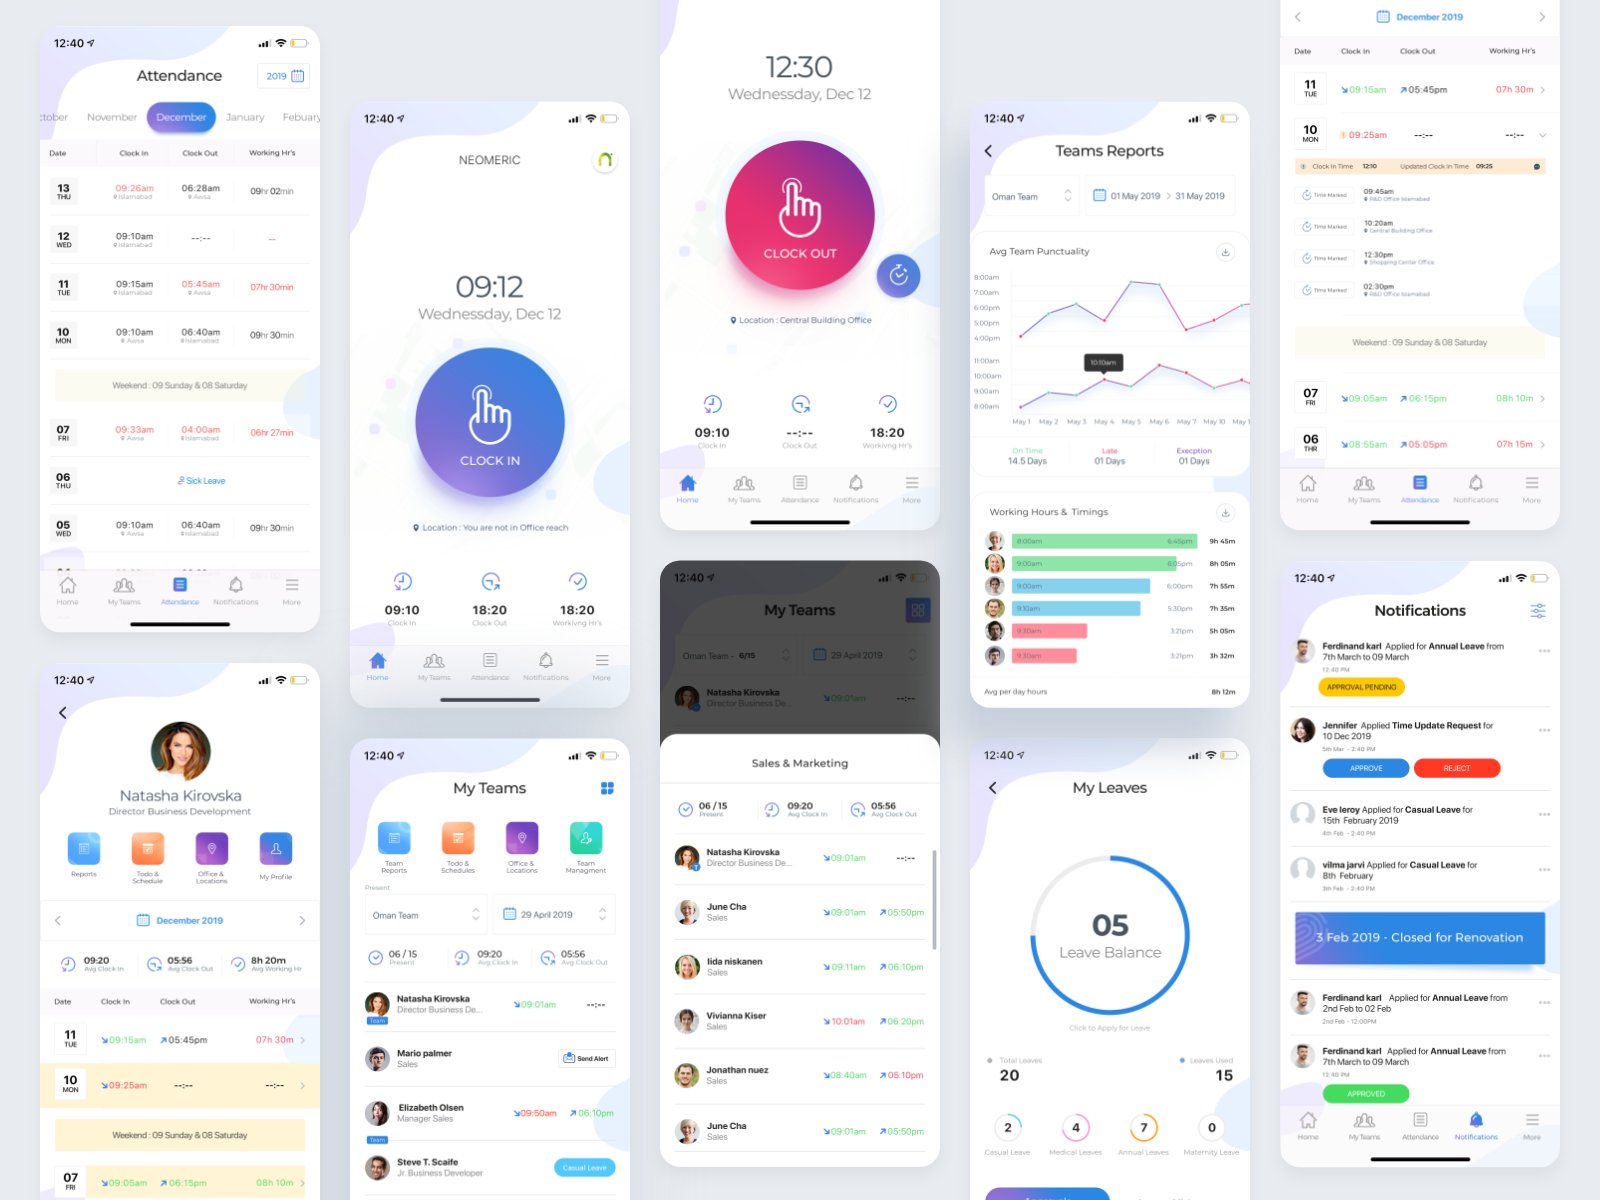 12:40
Attendance
2019
tober November December January Febuary
Date Clock In Clock Out Working Hr's
13 THU 09:26am Islamabad 06:28am Awsa 09hr 02min
12 WED 09:10am Islamabad --:-- --
11 TUE 09:15am Islamabad 05:45am Awsa 07hr 30min
10 MON 09:10am Awsa 06:40am Islamabad 09hr 30min
Weekend : 09 Sunday & 08 Saturday
07 FRI 09:33am Awsa 04:00am Islamabad 06hr 27min
06 THU Sick Leave
05 WED 09:10am Awsa 06:40am Islamabad 09hr 30min
Home My Teams Attendance Notifications More
12:40
Natasha Kirovska
Director Business Development
Reports
Todo & Schedule
Office & Locations
My Profile
December 2019
09:20 Avg Clock In
05:56 Avg Clock Out
8h 20m Avg Working Hr
Date Clock In Clock Out Working Hr's
11 TUE 09:15am 05:45pm 07h 30m
10 MON 09:25am --:-- --:--
Weekend : 09 Sunday & 08 Saturday
07 FRI 09:05am 06:15pm 08h 10m
12:40
NEOMERIC
09:12
Wednesday, Dec 12
CLOCK IN
Location : You are not in Office reach
09:10 Clock In
18:20 Clock Out
18:20 Workivng Hr's
Home My Teams Attendance Notifications More
12:40
My Teams
Team Reports
Todo & Schedules
Office & Locations
Team Managment
Present
Oman Team
29 April 2019
06 / 15 Present
09:20 Avg Clock In
05:56 Avg Clock Out
Natasha Kirovska 09:01am --:--
Director Business De...
Team
Mario palmer
Sales
Send Alert
Elizabeth Olsen 09:50am 06:10pm
Manager Sales
Team
Steve T. Scaife
Jr. Business Developer
Casual Leave
12:30
Wednesday, Dec 12
CLOCK OUT
Location : Central Building Office
09:10 Clock In
--:-- Clock Out
18:20 Workivng Hr's
Home My Teams Attendance Notifications More
12:40
My Teams
Oman Team - 6/15
29 April 2019
Natasha Kirovska 09:01am --:--
Director Business De...
Sales & Marketing
06 / 15 Present
09:20 Avg Clock In
05:56 Avg Clock Out
Natasha Kirovska 09:01am --:--
Director Business De...
June Cha 09:01am 05:50pm
Sales
Iida niskanen 09:11am 06:10pm
Sales
Vivianna Kiser 10:01am 06:20pm
Sales
Jonathan nuez 08:40am 05:10pm
Sales
June Cha 09:01am 05:50pm
Sales
12:40
Teams Reports
Oman Team
01 May 2019 > 31 May 2019
Avg Team Punctuality
8:00am
7:00am
6:00pm
5:00pm
4:00pm
11:00am
10:00am
9:00am
8:00am
10:10am
May 1 May 2 May 3 May 4 May 5 May 6 May 7 May 10 May 1
On Time 14.5 Days
Late 01 Days
Execption 01 Days
Working Hours & Timings
8:00am 6:45pm 9h 45m
9:00am 6:05pm 8h 05m
9:00am 6:00pm 7h 55m
9:10am 5:30pm 7h 35m
9:30am 3:21pm 5h 05m
9:30am 3:21pm 3h 32m
Avg per day hours 8h 12m
12:40
My Leaves
05
Leave Balance
Click to Apply for Leave
Total Leaves 20
Leaves Used 15
2 Casual Leave
4 Medical Leaves
7 Annual Leaves
0 Maternity Leave
December 2019
Date Clock In Clock Out Working Hr's
11 TUE 09:15am 05:45pm 07h 30m
10 MON 09:25am --:-- --:--
Clock In Time 12:10 Updated Clock in Time 09:25
Time Marked 09:45am R&D Office Islamabad
Time Marked 10:20am Central Building Office
Time Marked 12:30pm Shopping Center Office
Time Marked 02:30pm R&D Office Islamabad
Weekend : 09 Sunday & 08 Saturday
07 FRI 09:05am 06:15pm 08h 10m
06 THR 08:55am 05:05pm 07h 15m
Home My Teams Attendance Notifications More
12:40
Notifications
Ferdinand karl Applied for Annual Leave from
7th March to 09 March
12:40 PM
APPROVAL PENDING
Jennifer Applied Time Update Request for
10 Dec 2019
5th Mar - 2:40 PM
APPROVE REJECT
Eve leroy Applied for Casual Leave for
15th February 2019
4th Feb - 2:40 PM
vilma jarvi Applied for Casual Leave for
8th February
3th Feb - 2:40 PM
3 Feb 2019 - Closed for Renovation
Ferdinand karl Applied for Annual Leave from
2nd Feb to 02 Feb
2nd Feb - 12:00PM
Ferdinand karl Applied for Annual Leave from
7th March to 09 March
12:40 PM
APPROVED
Home My Teams Attendance Notifications More